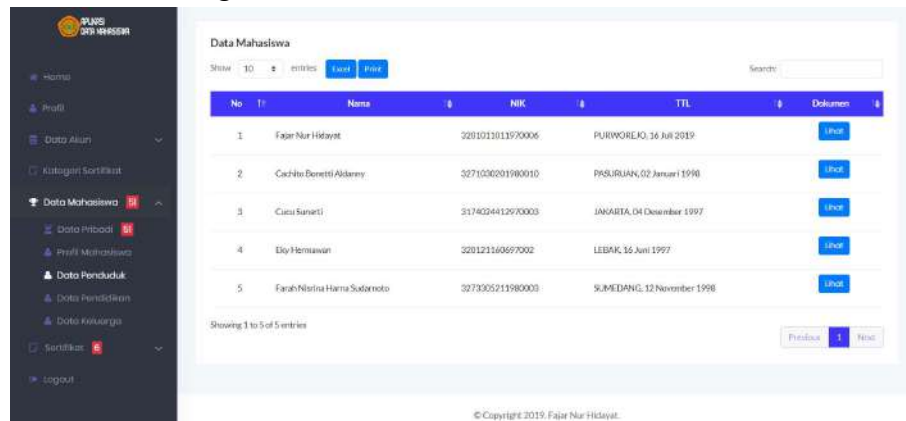 APLIKASI
DATA MAHASISWA
Home
Profil
Data Akun
Kategori Sertifikat
Data Mahasiswa 51
Data Pribadi 51
Profil Mahasiswa
Data Penduduk
Data Pendidikan
Data Keluarga
Sertifikat 6
Logout
Data Mahasiswa
Show 10 entries Excel Print Search:
No Nama NIK TTL Dokumen
1 Fajar Nur Hidayat 3201011011970006 PURWOREJO, 16 Juli 2019 Lihat
2 Cachito Bonetti Aldanny 3271030201980010 PASURUAN, 02 Januari 1998 Lihat
3 Cucu Sunarti 3174024412970003 JAKARTA, 04 Desember 1997 Lihat
4 Eky Hermawan 320121160697002 LEBAK, 16 Juni 1997 Lihat
5 Farah Nisrina Harna Sudarnoto 3273305211980003 SUMEDANG, 12 November 1998 Lihat
Showing 1 to 5 of 5 entries
Previous 1 Next
© Copyright 2019. Fajar Nur Hidayat.